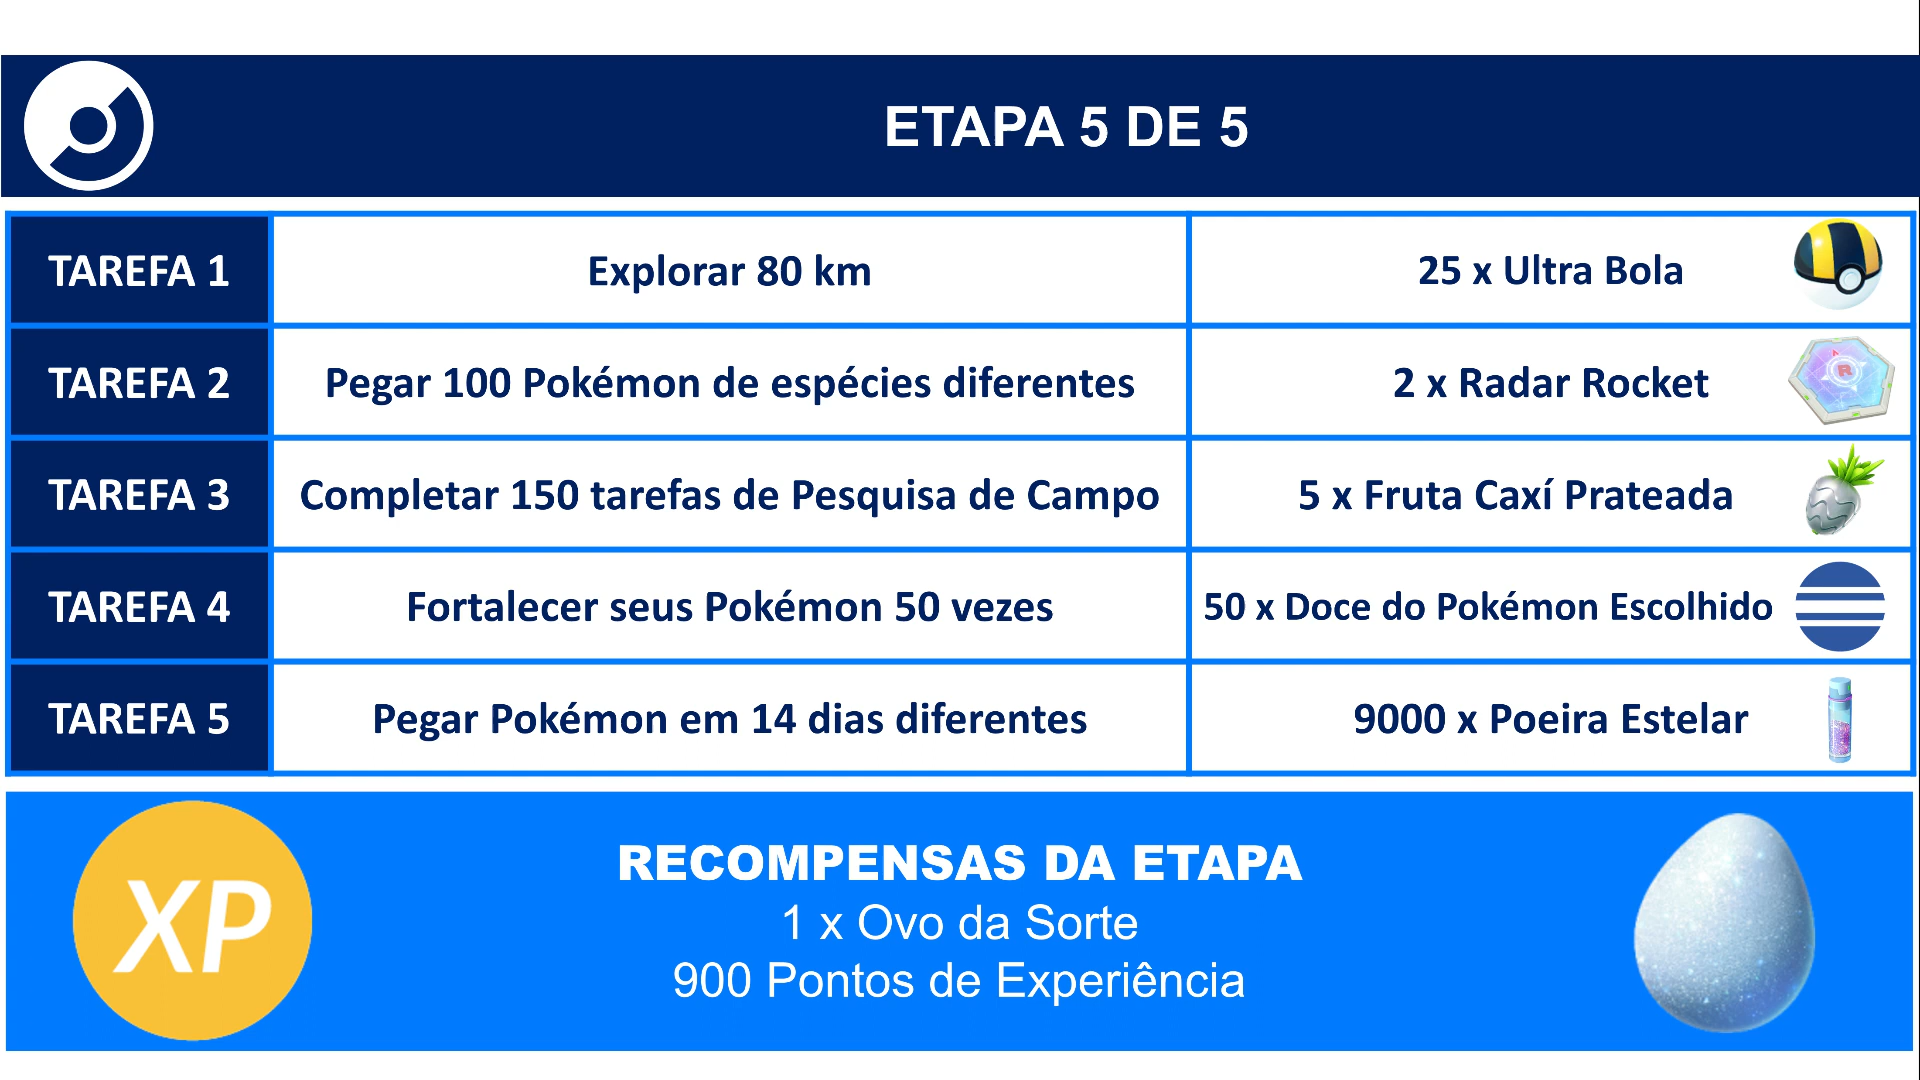 ETAPA 5 DE 5
TAREFA 1 Explorar 80 km 25 x Ultra Bola
TAREFA 2 Pegar 100 Pokémon de espécies diferentes 2 x Radar Rocket
R
TAREFA 3 Completar 150 tarefas de Pesquisa de Campo 5 x Fruta Caxí Prateada
TAREFA 4 Fortalecer seus Pokémon 50 vezes 50 x Doce do Pokémon Escolhido
TAREFA 5 Pegar Pokémon em 14 dias diferentes 9000 x Poeira Estelar
RECOMPENSAS DA ETAPA
XP
1 x Ovo da Sorte
900 Pontos de Experiência